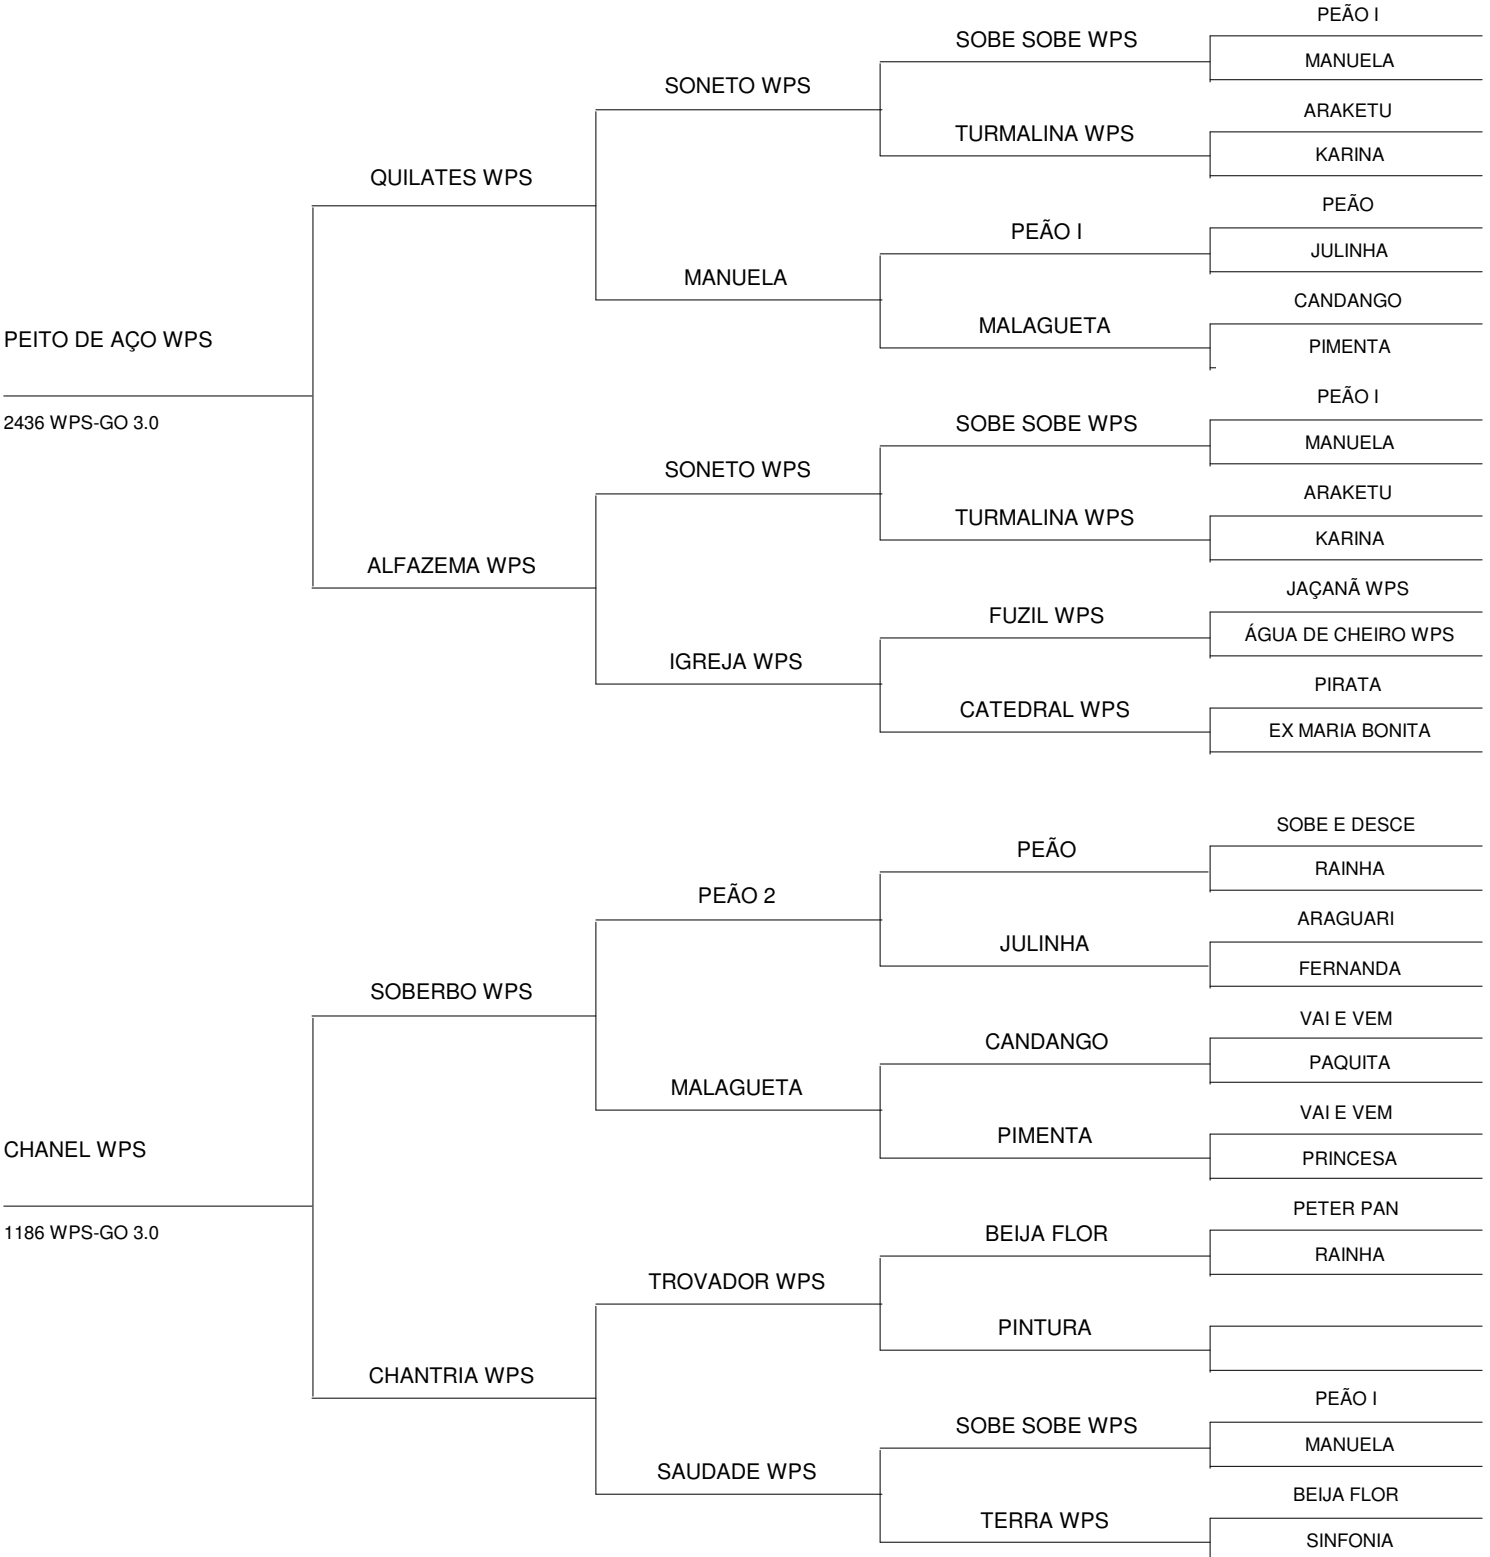 PEÃO I
SOBE SOBE WPS
MANUELA
SONETO WPS
ARAKETU
TURMALINA WPS
KARINA
QUILATES WPS
PEÃO
PEÃO I
JULINHA
MANUELA
CANDANGO
MALAGUETA
PEITO DE AÇO WPS
PIMENTA
PEÃO I
2436 WPS-GO 3.0
SOBE SOBE WPS
MANUELA
SONETO WPS
ARAKETU
TURMALINA WPS
KARINA
ALFAZEMA WPS
JAÇANÃ WPS
FUZIL WPS
ÁGUA DE CHEIRO WPS
IGREJA WPS
PIRATA
CATEDRAL WPS
EX MARIA BONITA
SOBE E DESCE
PEÃO
RAINHA
PEÃO 2
ARAGUARI
JULINHA
FERNANDA
SOBERBO WPS
VAI E VEM
CANDANGO
PAQUITA
MALAGUETA
VAI E VEM
PIMENTA
CHANEL WPS
PRINCESA
PETER PAN
1186 WPS-GO 3.0
BEIJA FLOR
RAINHA
TROVADOR WPS
PINTURA
CHANTRIA WPS
PEÃO I
SOBE SOBE WPS
MANUELA
SAUDADE WPS
BEIJA FLOR
TERRA WPS
SINFONIA